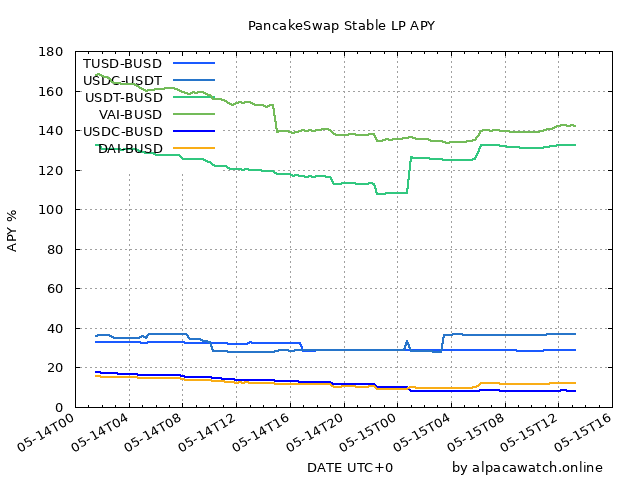 PancakeSwap Stable LP APY
180
160
140
120
100
80
60
40
20
0
APY %
TUSD-BUSD
USDC-USDT
USDT-BUSD
VAI-BUSD
USDC-BUSD
DAI-BUSD
05-14T00
05-14T04
05-14T08
05-14T12
05-14T16
05-14T20
05-15T00
05-15T04
05-15T08
05-15T12
05-15T16
DATE UTC+0
by alpacawatch.online